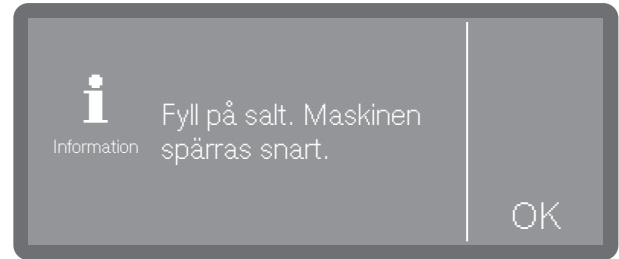 i
Information
Fyll på salt. Maskinen
spärras snart.
OK